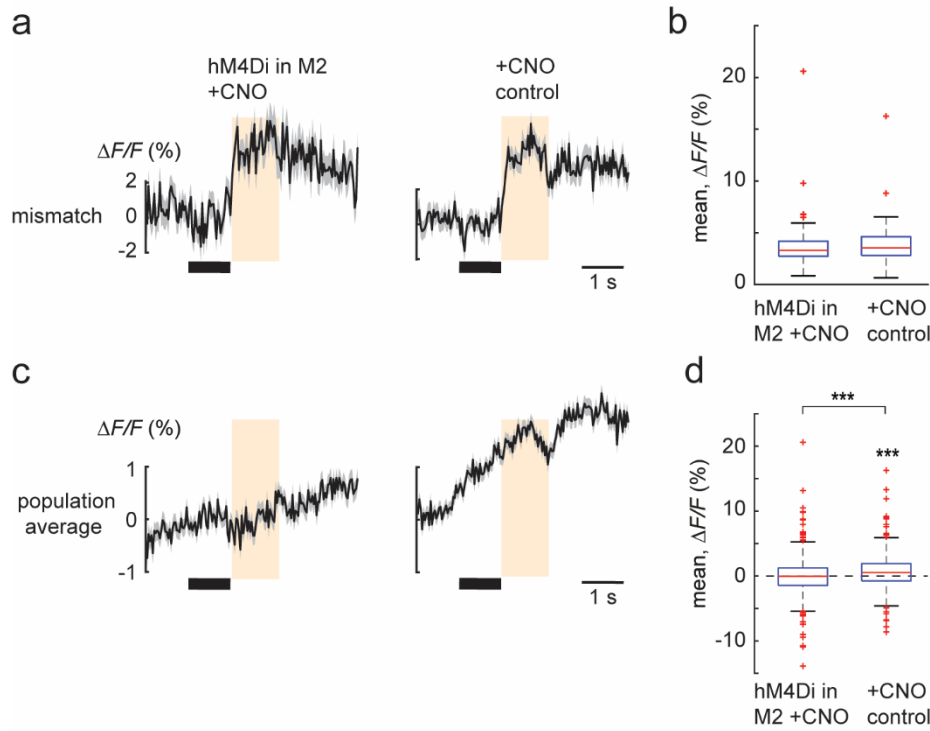 a
hM4Di in M2
+CNO
+CNO
control
ΔF/F (%)
2
0
-2
mismatch
1 s
b
mean, ΔF/F (%)
20
10
0
hM4Di in
M2 +CNO
+CNO
control
c
ΔF/F (%)
1
0
-1
population
average
1 s
d
***
***
mean, ΔF/F (%)
20
10
0
-10
hM4Di in
M2 +CNO
+CNO
control